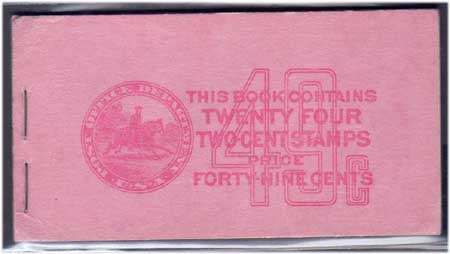 THIS BOOK CONTAINS
TWENTY FOUR
TWO CENT STAMPS
PRICE
FORTY-NINE CENTS
49c